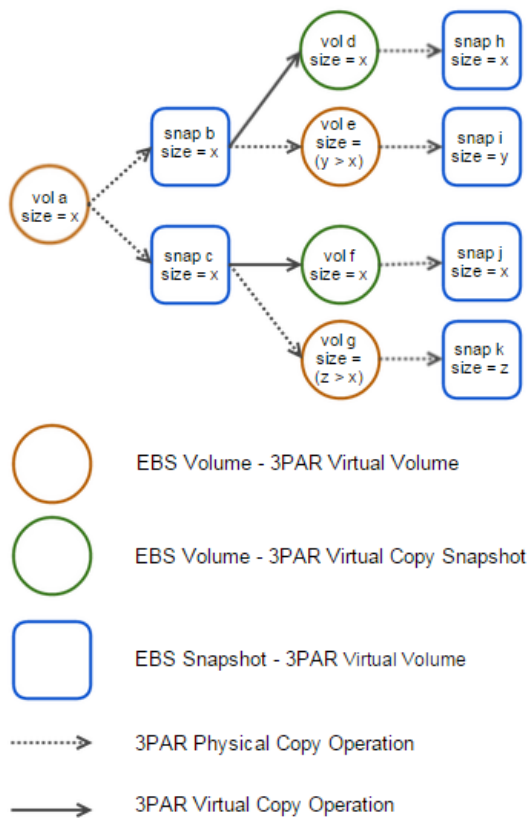 vol d
size = x
snap h
size = x
snap b
size = x
vol e
size =
(y > x)
snap i
size = y
vol a
size = x
snap c
size = x
vol f
size = x
snap j
size = x
vol g
size =
(z > x)
snap k
size = z
EBS Volume - 3PAR Virtual Volume
EBS Volume - 3PAR Virtual Copy Snapshot
EBS Snapshot - 3PAR Virtual Volume
3PAR Physical Copy Operation
3PAR Virtual Copy Operation